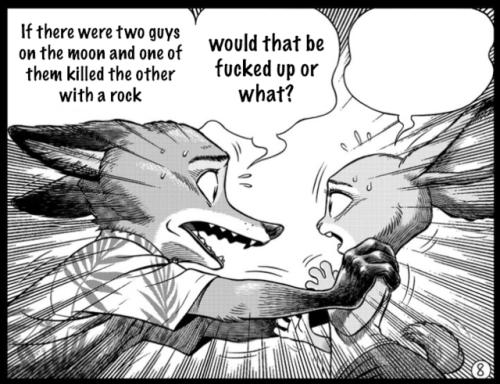 If there were two guys
on the moon and one of
them killed the other
with a rock
would that be
fucked up or
what?
8